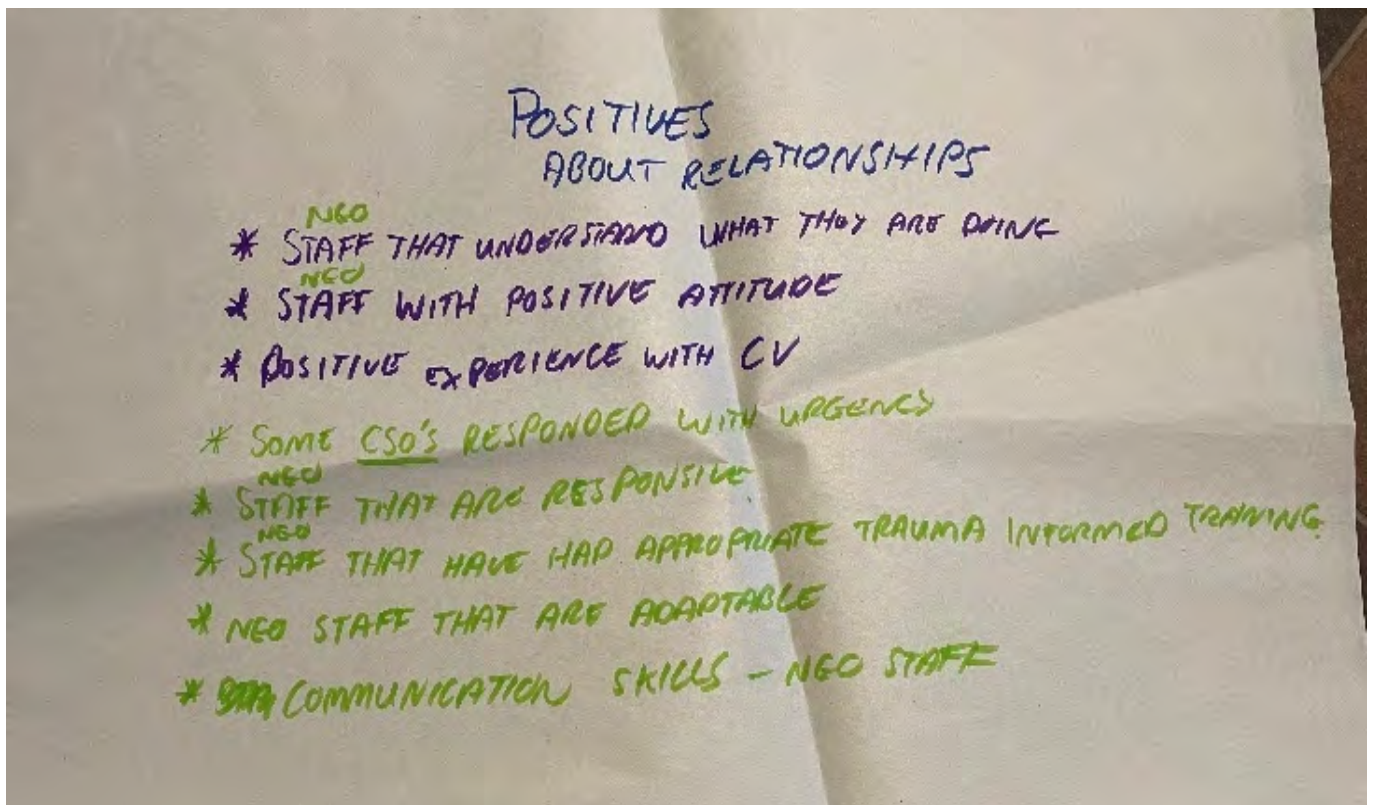 POSITIVES
ABOUT RELATIONSHIPS
NGO
* STAFF THAT UNDERSTAND WHAT THEY ARE DOING
NGO
* STAFF WITH POSITIVE ATTITUDE
* POSITIVE EXPERIENCE WITH CV
* SOME CSO'S RESPONDED WITH URGENCY
NGO
* STAFF THAT ARE RESPONSIVE
NGO
* STAFF THAT HAVE HAD APPROPRIATE TRAUMA INFORMED TRAINING
* NGO STAFF THAT ARE ADAPTABLE
* COMMUNICATION SKILLS - NGO STAFF